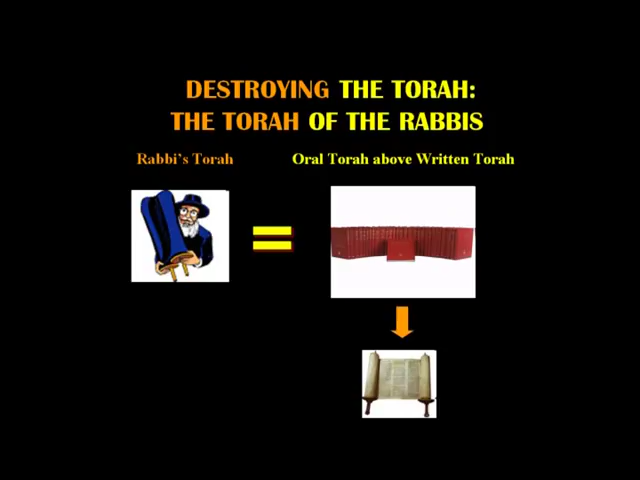 DESTROYING THE TORAH:
THE TORAH OF THE RABBIS
Rabbi's Torah
Oral Torah above Written Torah